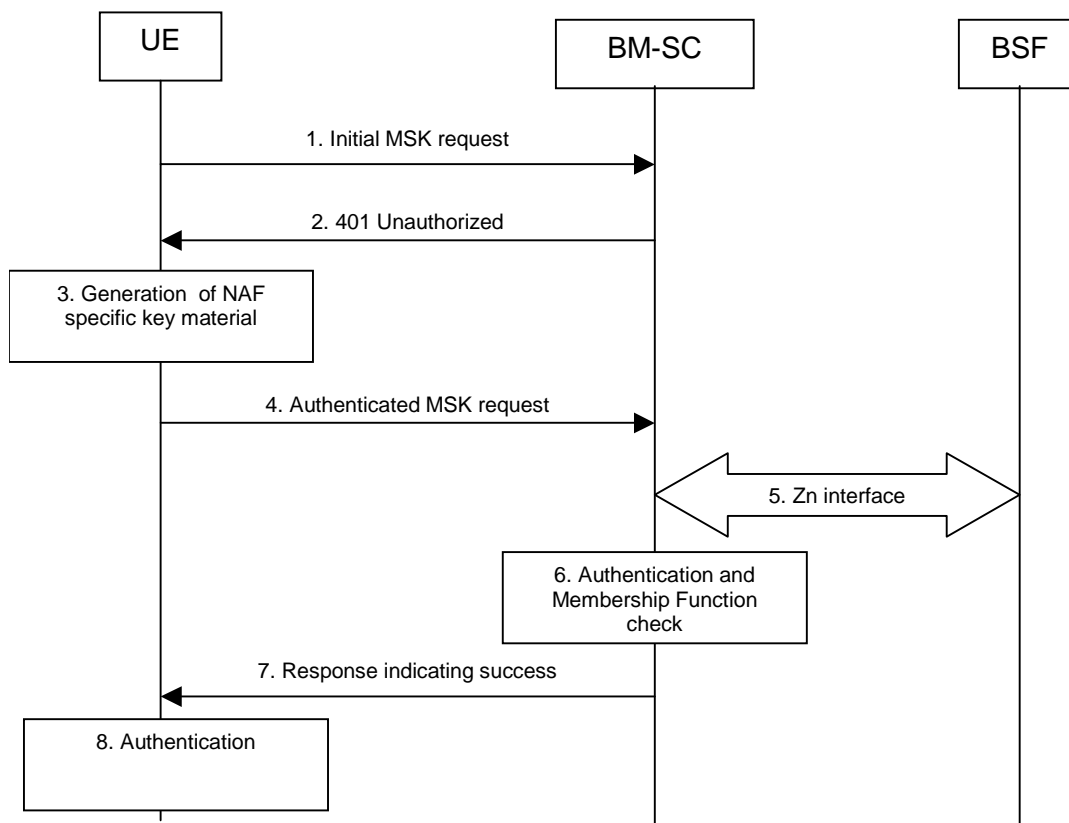 UE
BM-SC
BSF
1. Initial MSK request
2. 401 Unauthorized
3. Generation of NAF
specific key material
4. Authenticated MSK request
5. Zn interface
6. Authentication and
Membership Function
check
7. Response indicating success
8. Authentication